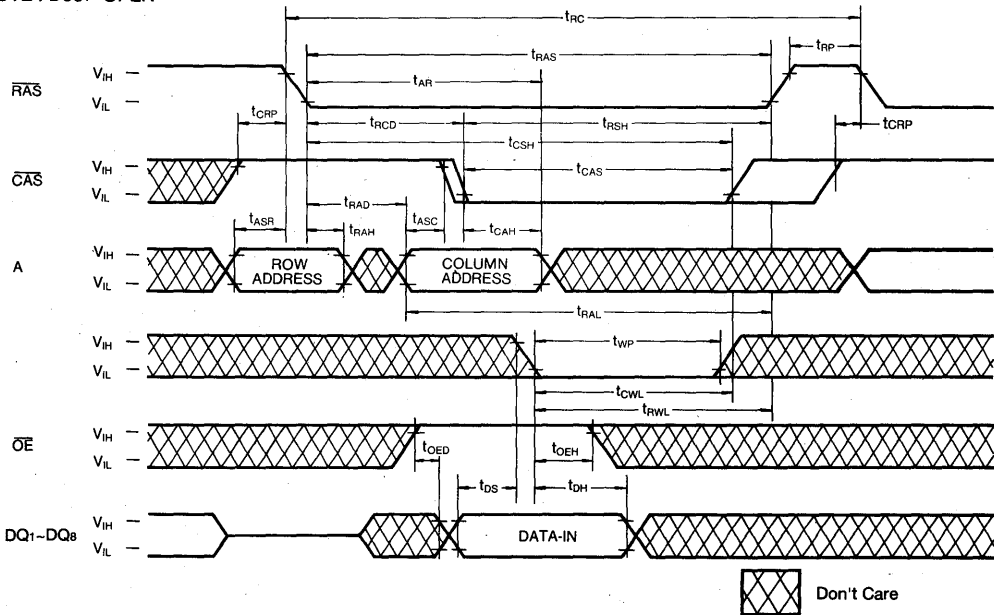 tRC
tRP
tRAS
tAR
VIH
RAS
VIL
tCRP
tRCD
tRSH
tCRP
tCSH
VIH
CAS
VIL
tCAS
tRAD
tASC
tASR
tRAH
tCAH
VIH
A
VIL
ROW
ADDRESS
COLUMN
ADDRESS
tRAL
VIH
VIL
tWP
tCWL
tRWL
VIH
OE
VIL
tOED
tOEH
tDS
tDH
VIH
DQ1~DQ8
VIL
DATA-IN
Don't Care